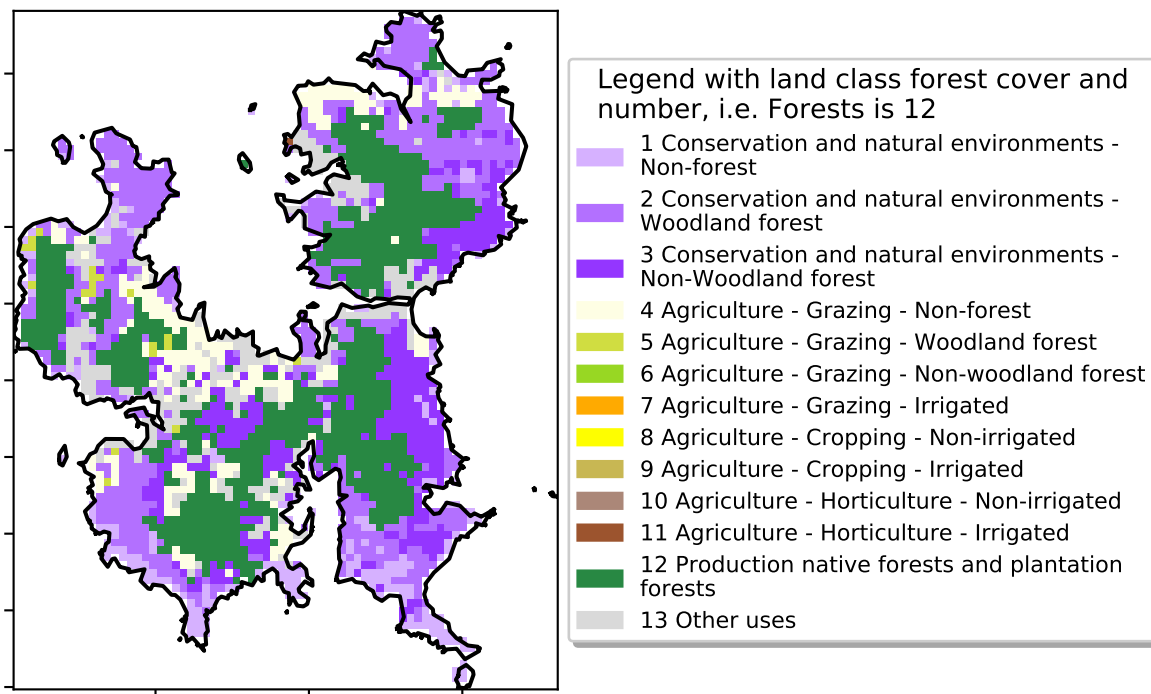 Legend with land class forest cover and
number, i.e. Forests is 12
1 Conservation and natural environments -
Non-forest
2 Conservation and natural environments -
Woodland forest
3 Conservation and natural environments -
Non-Woodland forest
4 Agriculture - Grazing - Non-forest
5 Agriculture - Grazing - Woodland forest
6 Agriculture - Grazing - Non-woodland forest
7 Agriculture - Grazing - Irrigated
8 Agriculture - Cropping - Non-irrigated
9 Agriculture - Cropping - Irrigated
10 Agriculture - Horticulture - Non-irrigated
11 Agriculture - Horticulture - Irrigated
12 Production native forests and plantation
forests
13 Other uses